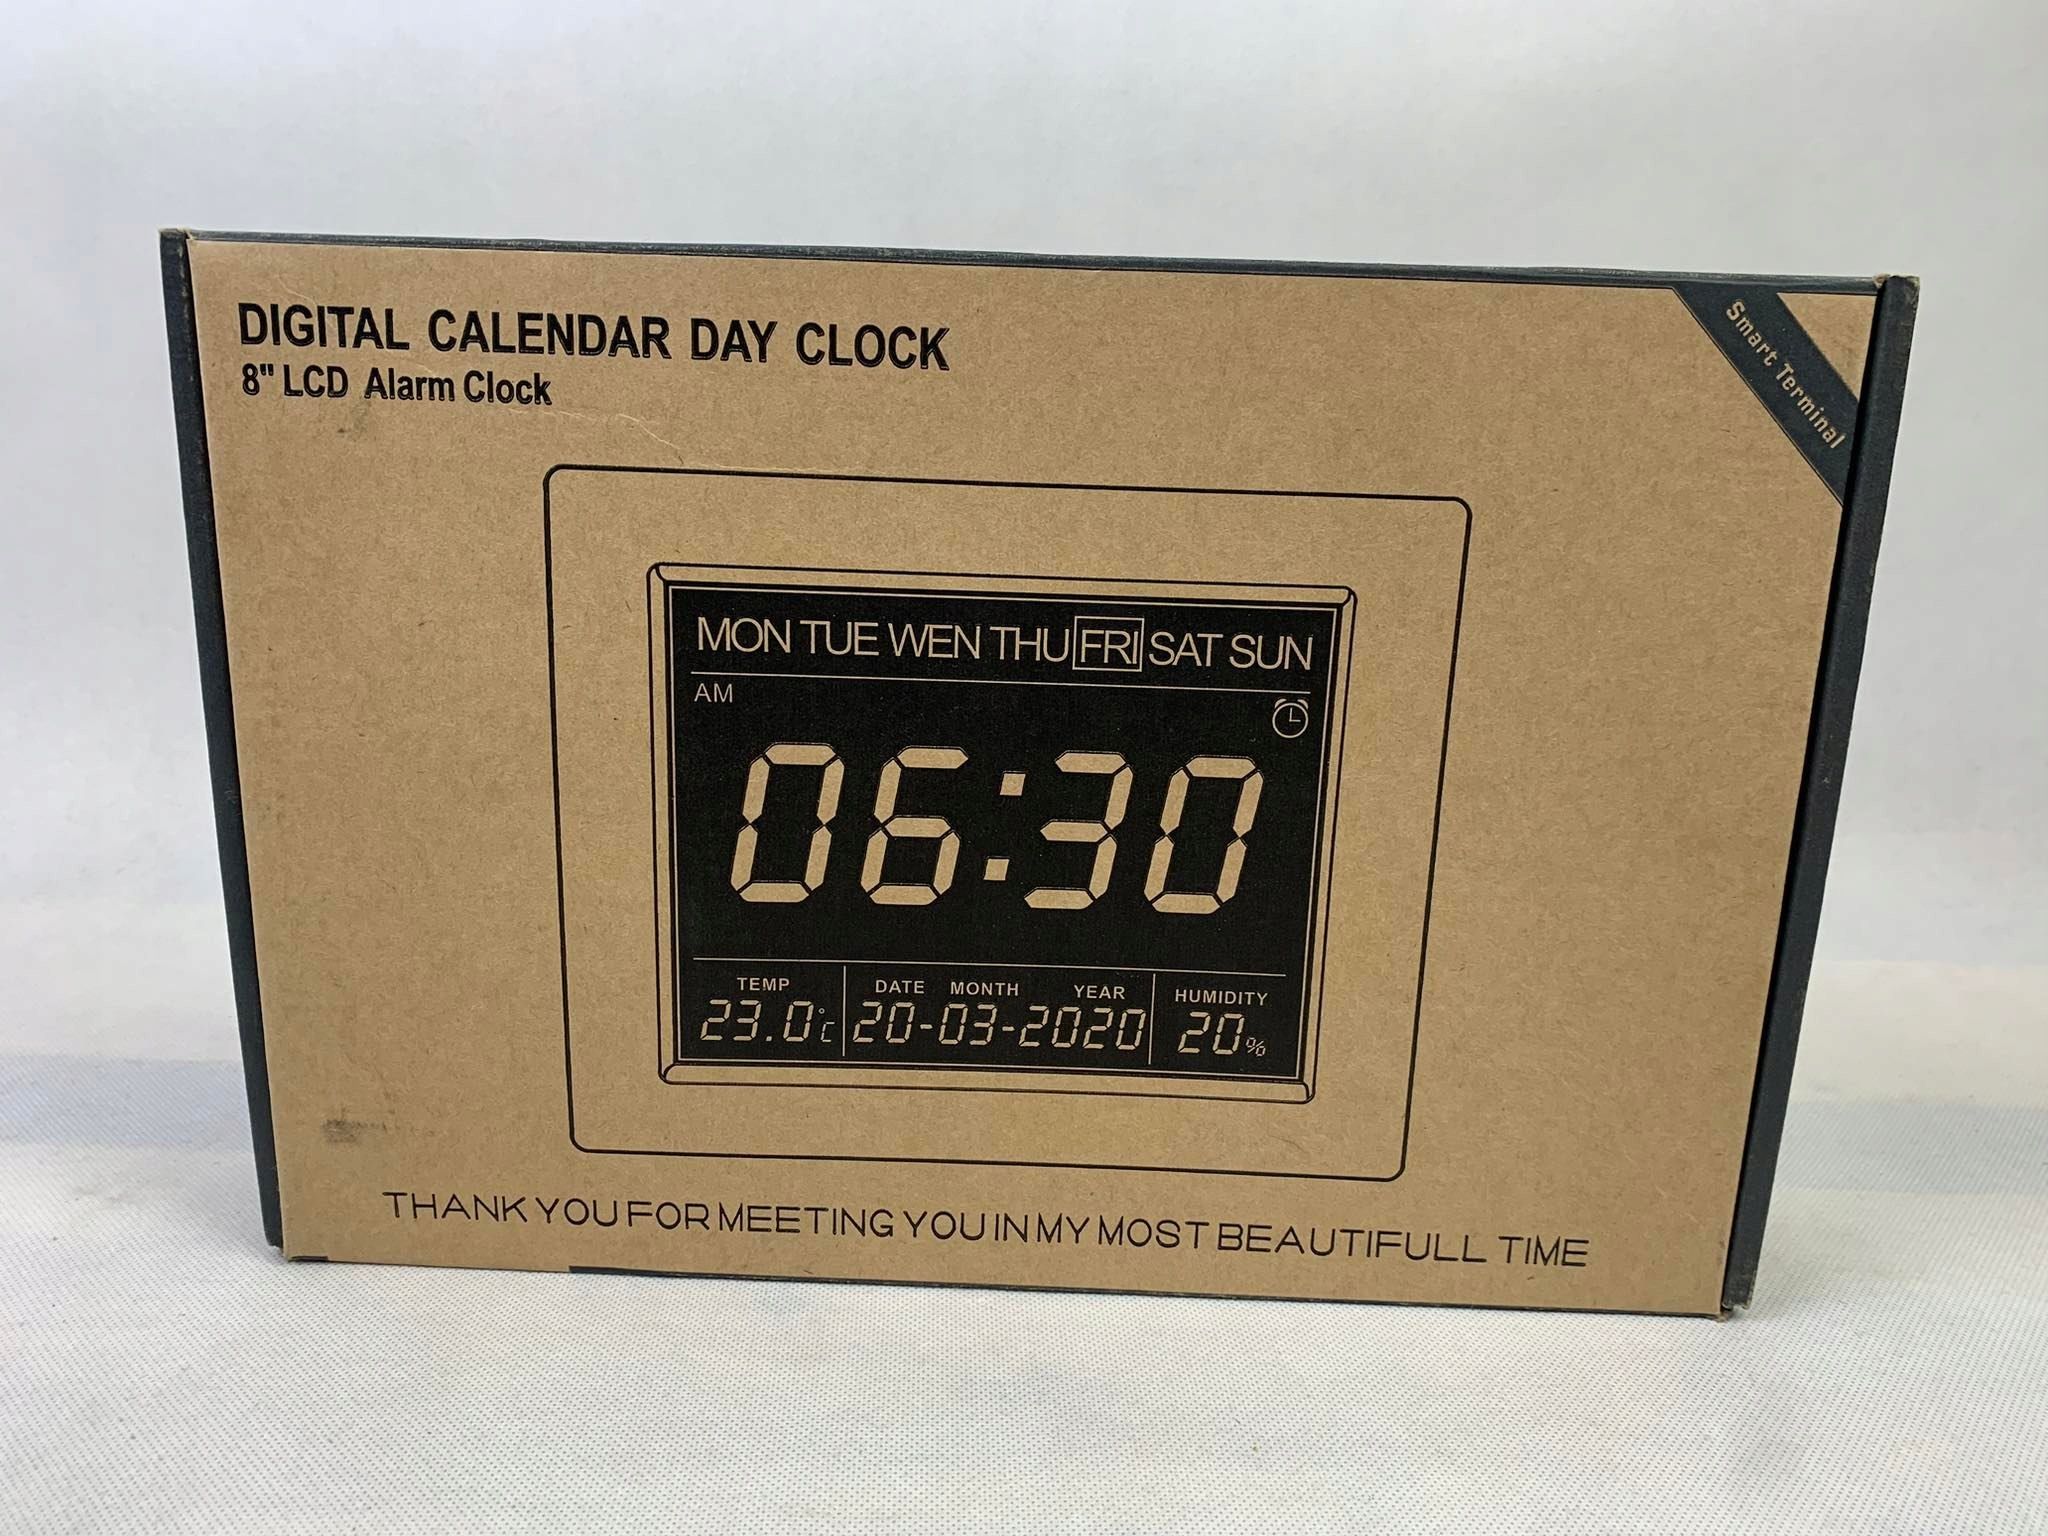 DIGITAL CALENDAR DAY CLOCK
8" LCD Alarm Clock
Smart Terminal
MON TUE WEN THU FRI SAT SUN
AM
06:30
TEMP DATE MONTH YEAR HUMIDITY
23.0°C 20-03-2020 20%
THANK YOU FOR MEETING YOU IN MY MOST BEAUTIFULL TIME